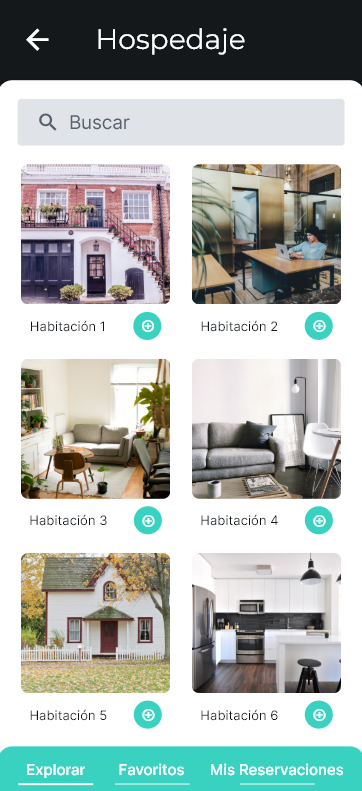 Hospedaje
Buscar
Habitación 1
Habitación 2
Habitación 3
Habitación 4
Habitación 5
Habitación 6
Explorar Favoritos Mis Reservaciones